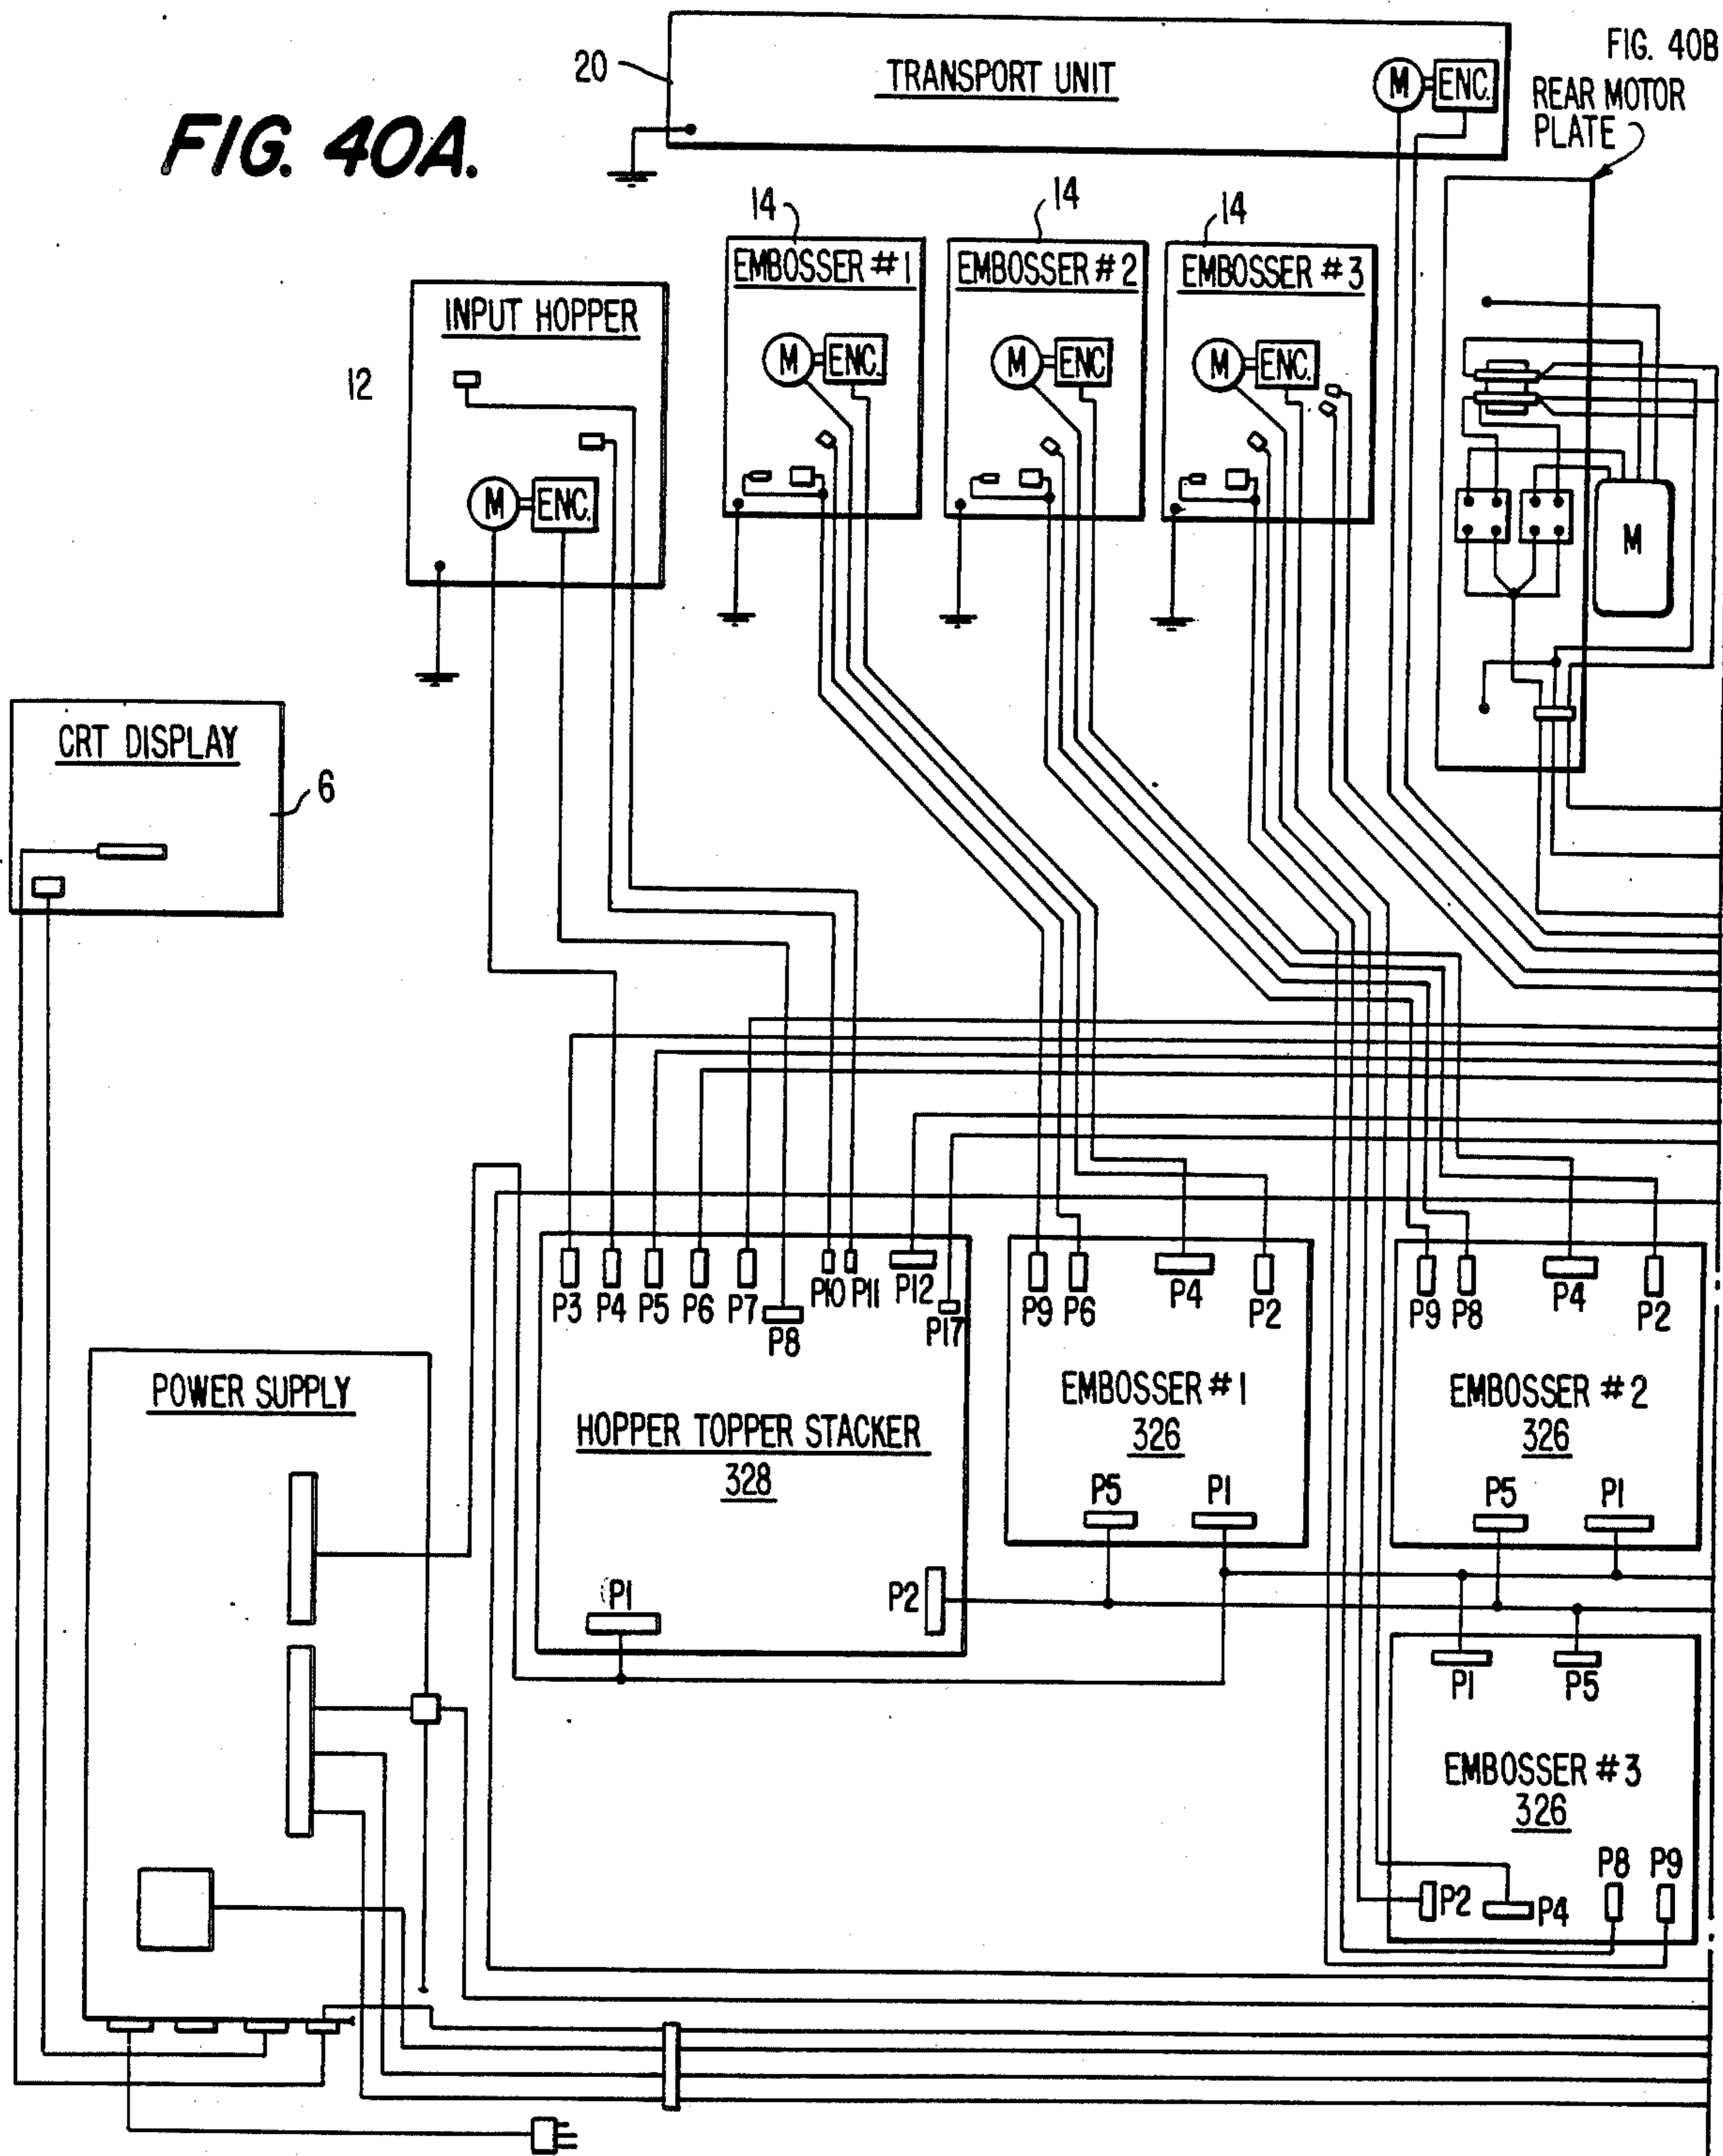 FIG. 40A.
FIG. 40B
20
TRANSPORT UNIT
M
ENC.
REAR MOTOR
PLATE
14
14
14
EMBOSSER #1
EMBOSSER #2
EMBOSSER #3
INPUT HOPPER
12
M
ENC.
M
ENC
M
ENC.
M
ENC.
M
CRT DISPLAY
6
P3
P4
P5
P6
P7
P8
P10
P11
P12
P17
P9
P6
P4
P2
P9
P8
P4
P2
POWER SUPPLY
HOPPER TOPPER STACKER
328
EMBOSSER #1
326
EMBOSSER #2
326
P5
P1
P5
P1
P1
P2
P1
P5
EMBOSSER #3
326
P8
P9
P2
P4